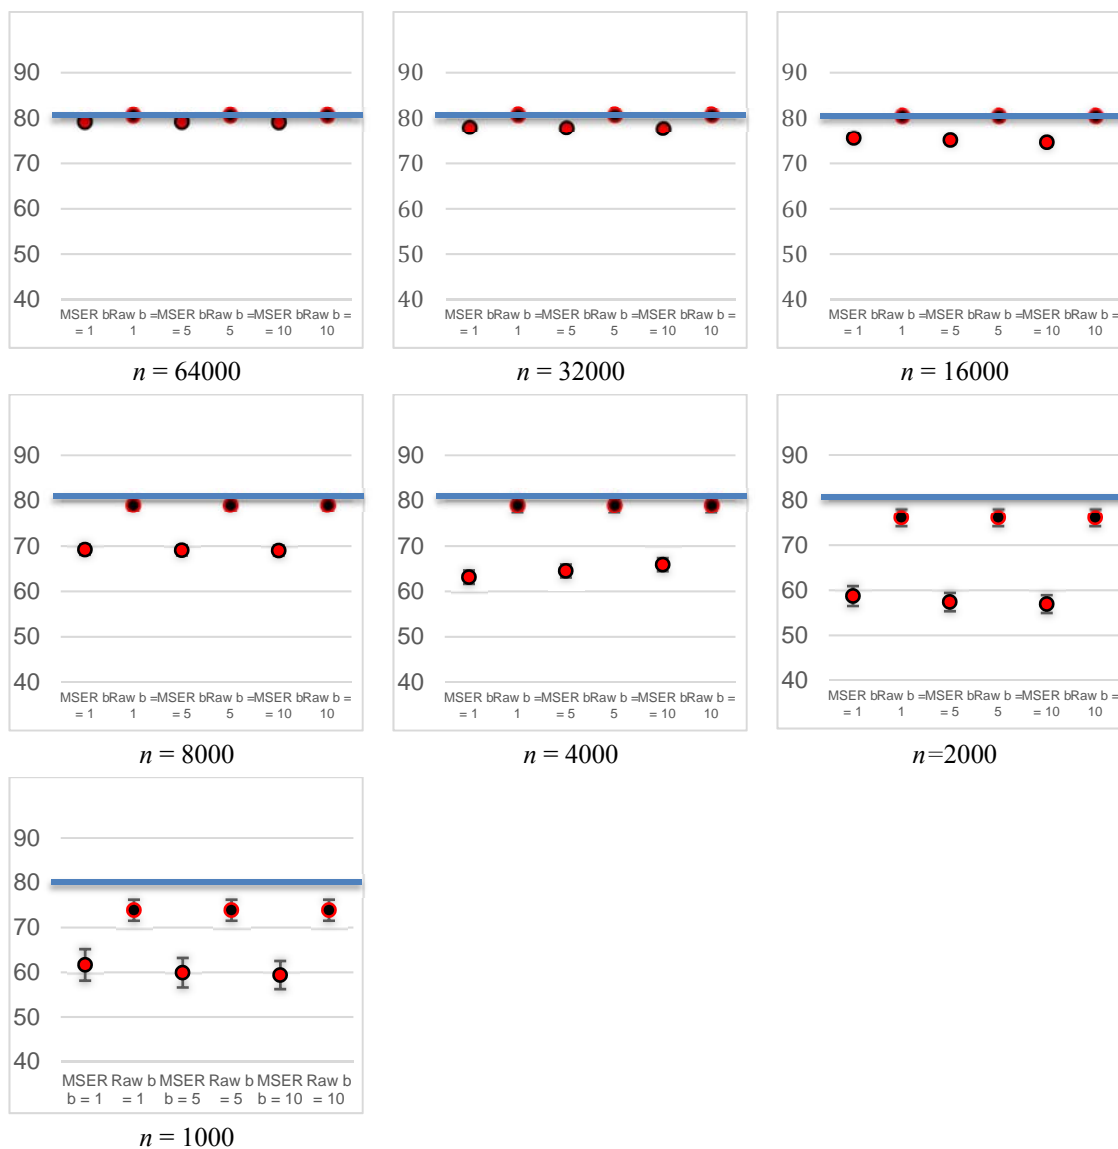 90
80
70
60
50
40
MSER b Raw b = MSER b Raw b = MSER b Raw b =
= 1 1 = 5 5 = 10 10
n = 64000
90
80
70
60
50
40
MSER b Raw b = MSER b Raw b = MSER b Raw b =
= 1 1 = 5 5 = 10 10
n = 32000
90
80
70
60
50
40
MSER b Raw b = MSER b Raw b = MSER b Raw b =
= 1 1 = 5 5 = 10 10
n = 16000
90
80
70
60
50
40
MSER b Raw b = MSER b Raw b = MSER b Raw b =
= 1 1 = 5 5 = 10 10
n = 8000
90
80
70
60
50
40
MSER b Raw b = MSER b Raw b = MSER b Raw b =
= 1 1 = 5 5 = 10 10
n = 4000
90
80
70
60
50
40
MSER b Raw b = MSER b Raw b = MSER b Raw b =
= 1 1 = 5 5 = 10 10
n=2000
90
80
70
60
50
40
MSER Raw b MSER Raw b MSER Raw b
b = 1 = 1 b = 5 = 5 b = 10 = 10
n = 1000